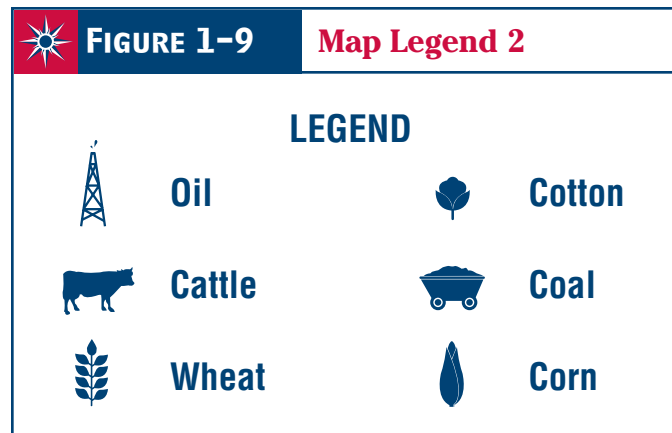 FIGURE 1–9 Map Legend 2
LEGEND
Oil Cotton
Cattle Coal
Wheat Corn